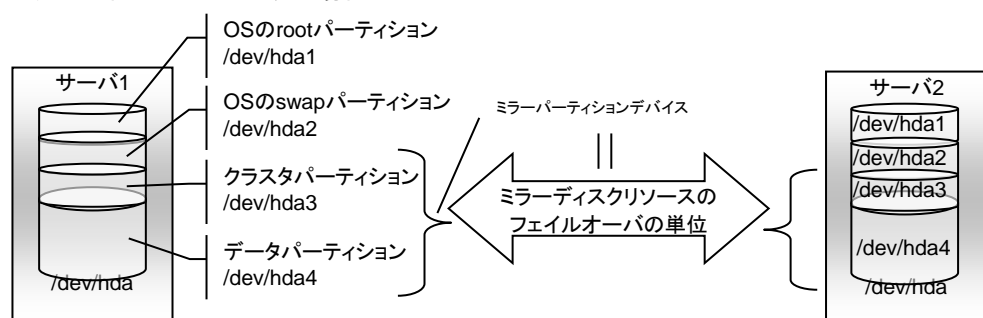 OSのrootパーティション
/dev/hda1
サーバ1
OSのswapパーティション
/dev/hda2
クラスタパーティション
/dev/hda3
データパーティション
/dev/hda4
/dev/hda
ミラーパーティションデバイス
||
ミラーディスクリソースの
フェイルオーバの単位
サーバ2
/dev/hda1
/dev/hda2
/dev/hda3
/dev/hda4
/dev/hda